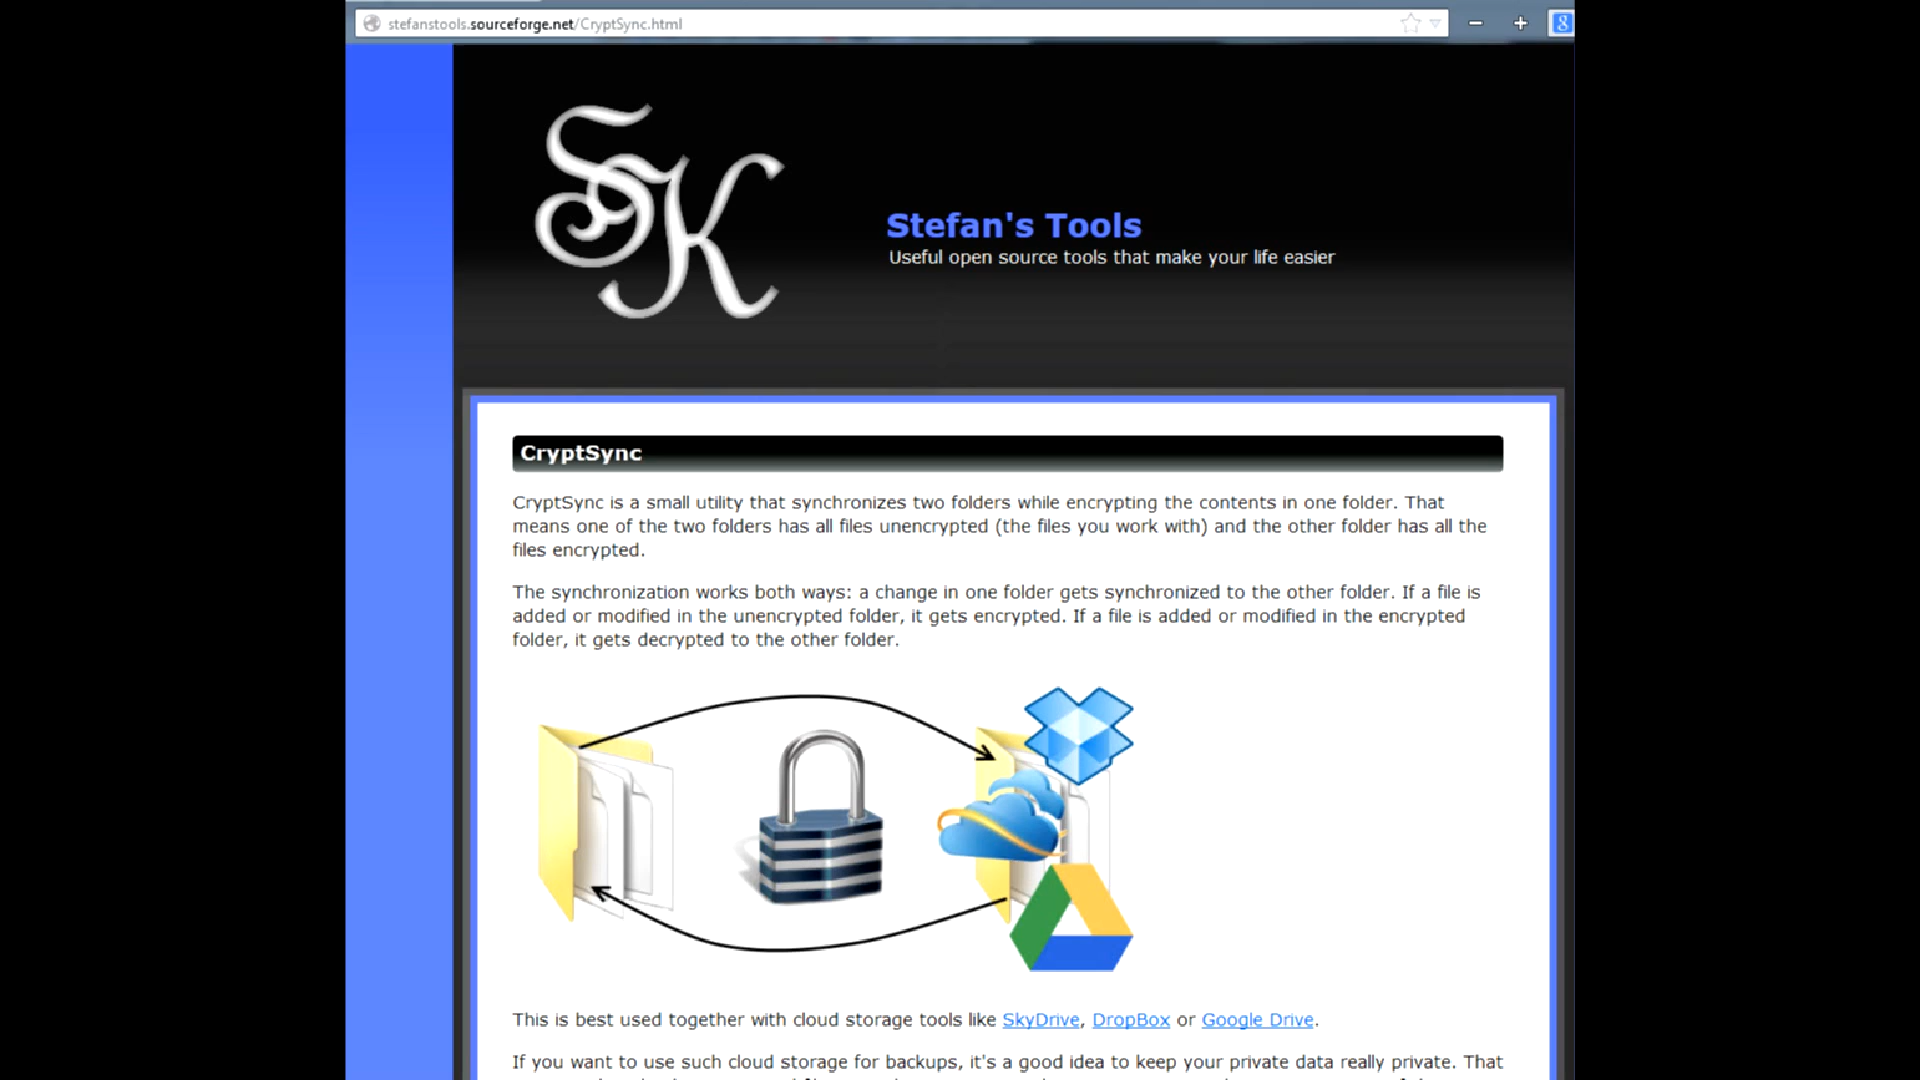 stefanstools.sourceforge.net/CryptSync.html
SK
Stefan's Tools
Useful open source tools that make your life easier
CryptSync
CryptSync is a small utility that synchronizes two folders while encrypting the contents in one folder. That
means one of the two folders has all files unencrypted (the files you work with) and the other folder has all the
files encrypted.
The synchronization works both ways: a change in one folder gets synchronized to the other folder. If a file is
added or modified in the unencrypted folder, it gets encrypted. If a file is added or modified in the encrypted
folder, it gets decrypted to the other folder.
This is best used together with cloud storage tools like SkyDrive, DropBox or Google Drive.
If you want to use such cloud storage for backups, it's a good idea to keep your private data really private. That